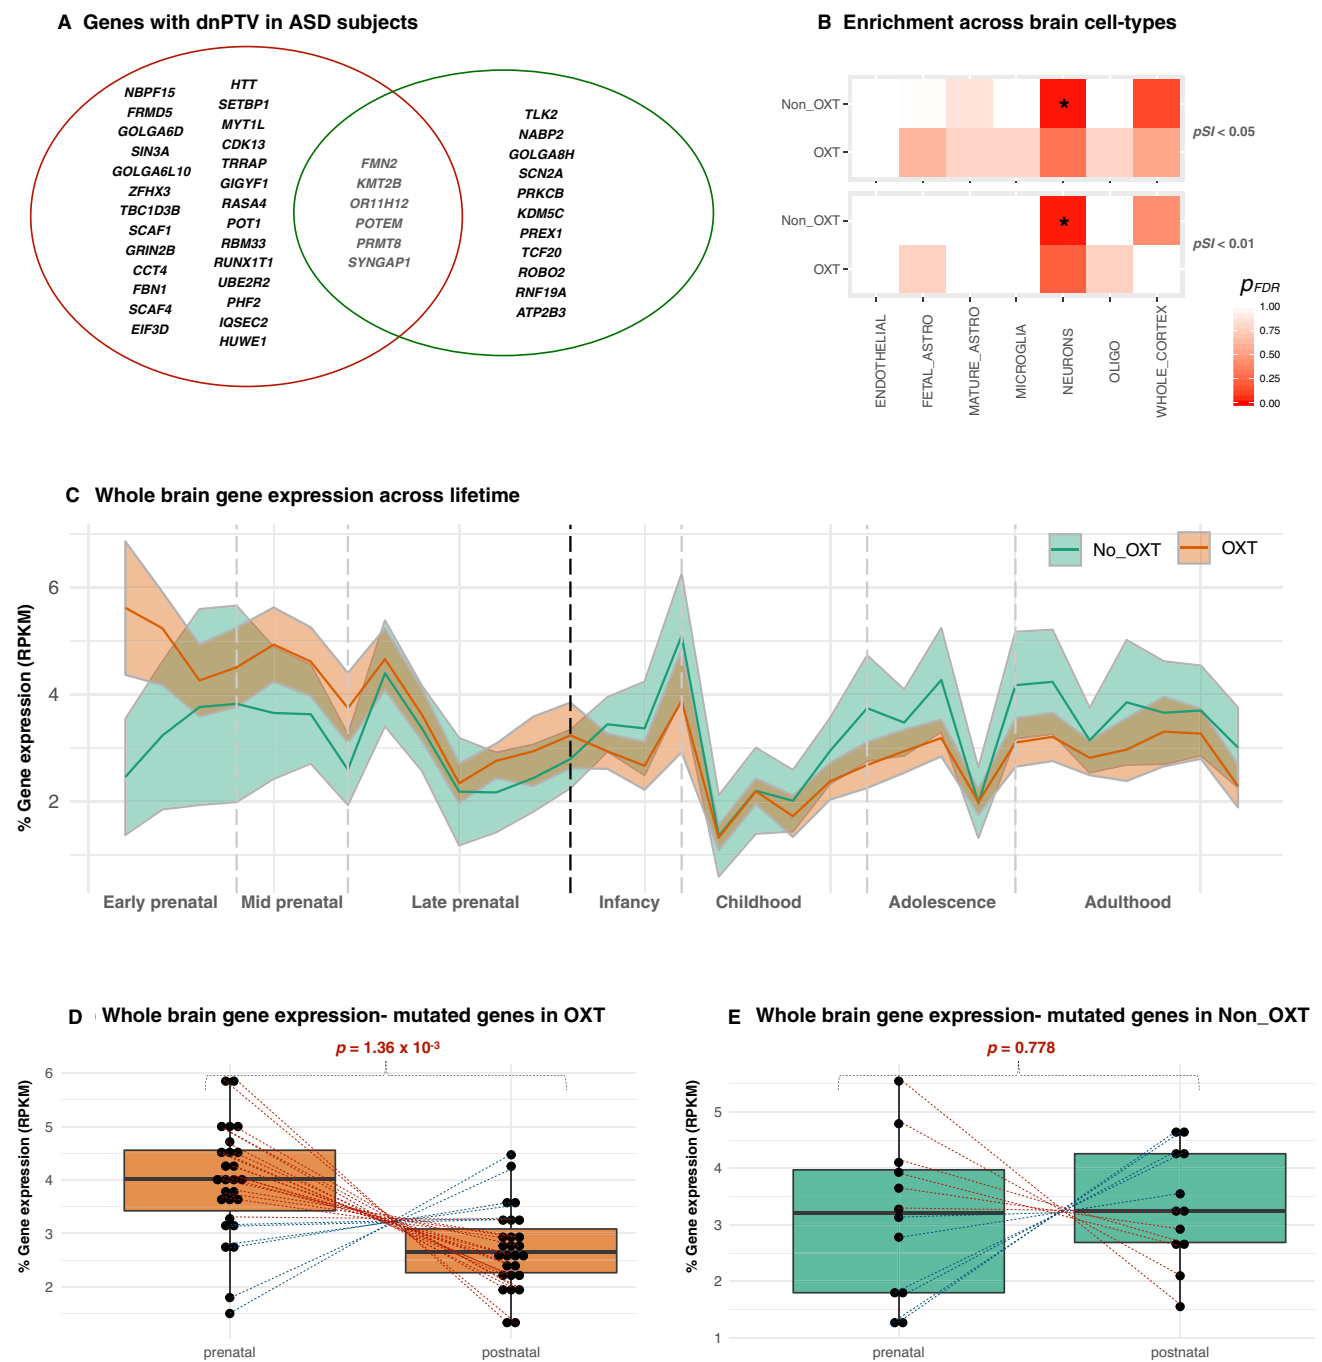 A Genes with dnPTV in ASD subjects
NBPF15
FRMD5
GOLGA6D
SIN3A
GOLGA6L10
ZFHX3
TBC1D3B
SCAF1
GRIN2B
CCT4
FBN1
SCAF4
EIF3D
HTT
SETBP1
MYT1L
CDK13
TRRAP
GIGYF1
RASA4
POT1
RBM33
RUNX1T1
UBE2R2
PHF2
IQSEC2
HUWE1
FMN2
KMT2B
OR11H12
POTEM
PRMT8
SYNGAP1
TLK2
NABP2
GOLGA8H
SCN2A
PRKCB
KDM5C
PREX1
TCF20
ROBO2
RNF19A
ATP2B3
B Enrichment across brain cell-types
Non_OXT
*
OXT
pSI < 0.05
Non_OXT
*
OXT
pSI < 0.01
ENDOTHELIAL
FETAL_ASTRO
MATURE_ASTRO
MICROGLIA
NEURONS
OLIGO
WHOLE_CORTEX
pFDR
1.00
0.75
0.50
0.25
0.00
C Whole brain gene expression across lifetime
% Gene expression (RPKM)
6
4
2
No_OXT
OXT
Early prenatal
Mid prenatal
Late prenatal
Infancy
Childhood
Adolescence
Adulthood
D Whole brain gene expression- mutated genes in OXT
p = 1.36 x 10-3
% Gene expression (RPKM)
6
5
4
3
2
prenatal
postnatal
E Whole brain gene expression- mutated genes in Non_OXT
p = 0.778
% Gene expression (RPKM)
5
4
3
2
1
prenatal
postnatal